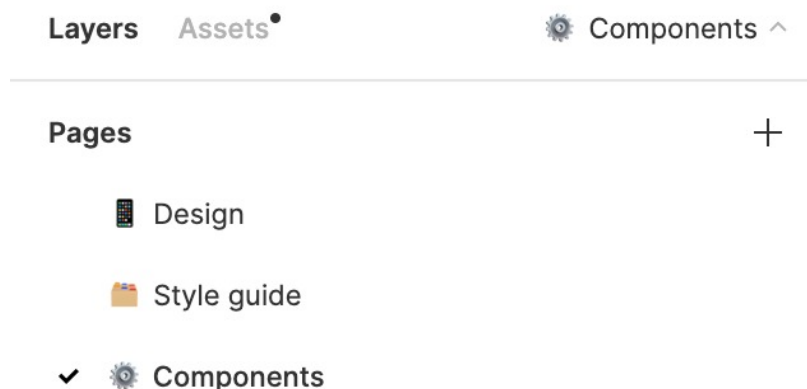 Layers Assets Components
Pages
Design
Style guide
Components